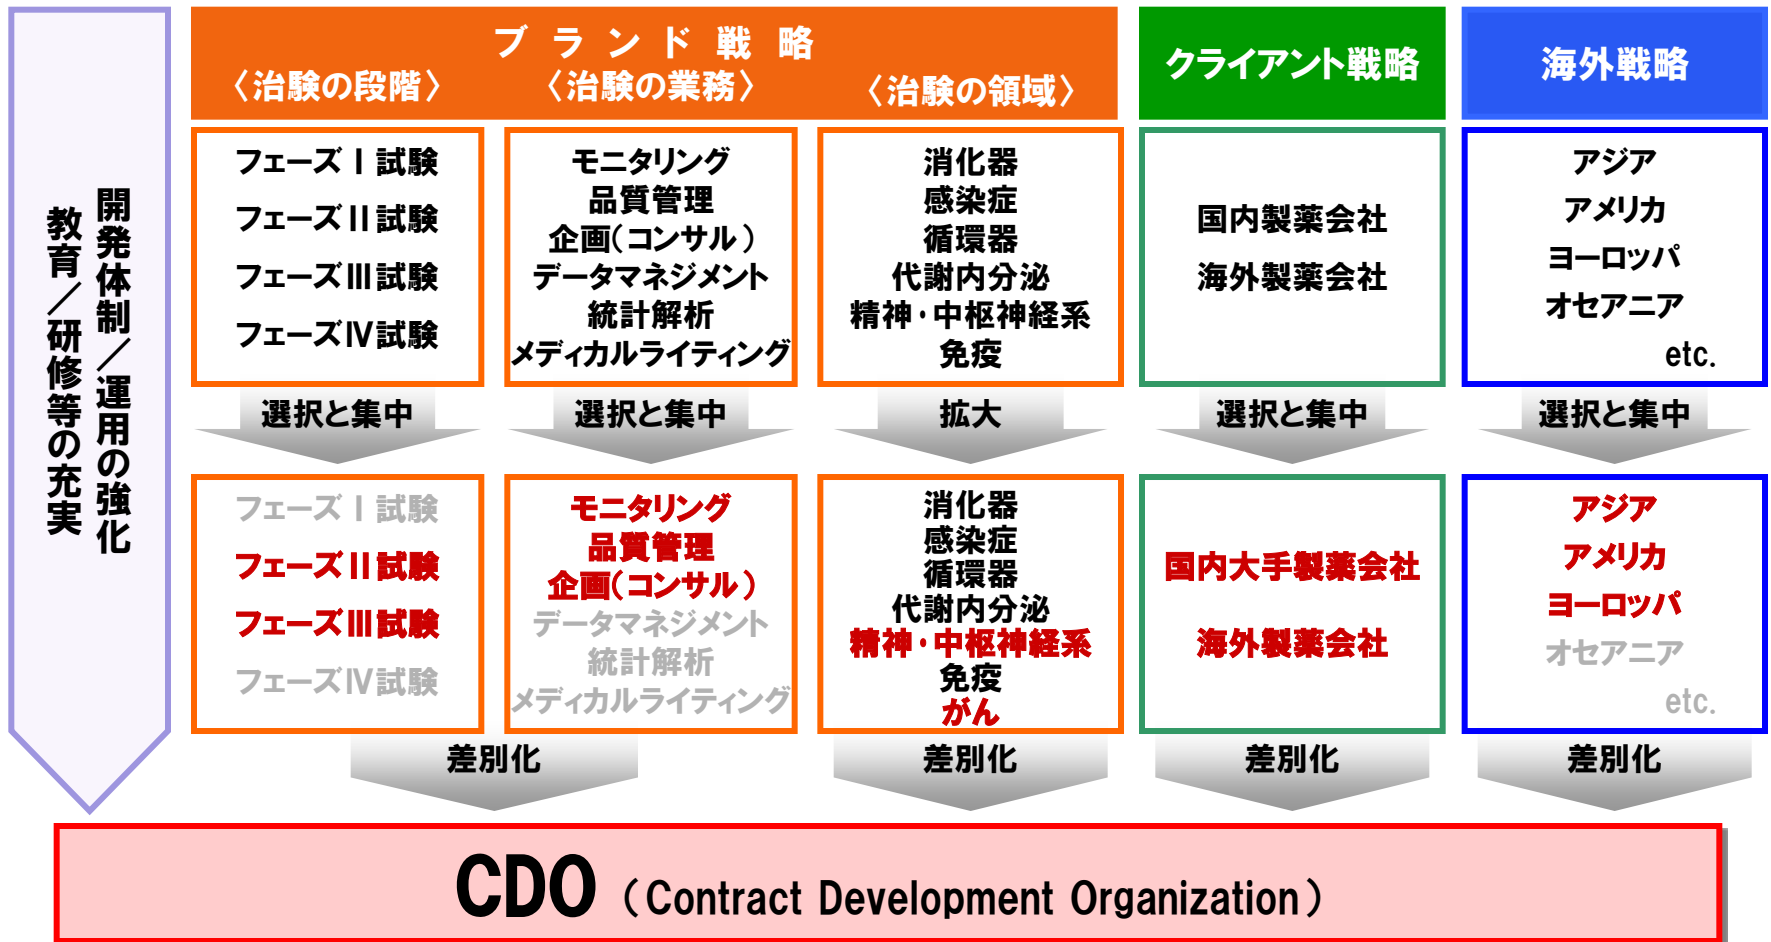 開発体制／運用の強化
教育／研修等の充実
ブランド戦略
〈治験の段階〉
〈治験の業務〉
〈治験の領域〉
クライアント戦略
海外戦略
フェーズⅠ試験
フェーズⅡ試験
フェーズⅢ試験
フェーズⅣ試験
モニタリング
品質管理
企画(コンサル)
データマネジメント
統計解析
メディカルライティング
消化器
感染症
循環器
代謝内分泌
精神・中枢神経系
免疫
国内製薬会社
海外製薬会社
アジア
アメリカ
ヨーロッパ
オセアニア
etc.
選択と集中
選択と集中
拡大
選択と集中
選択と集中
フェーズⅠ試験
フェーズⅡ試験
フェーズⅢ試験
フェーズⅣ試験
モニタリング
品質管理
企画(コンサル)
データマネジメント
統計解析
メディカルライティング
消化器
感染症
循環器
代謝内分泌
精神・中枢神経系
免疫
がん
国内大手製薬会社
海外製薬会社
アジア
アメリカ
ヨーロッパ
オセアニア
etc.
差別化
差別化
差別化
差別化
CDO（Contract Development Organization）